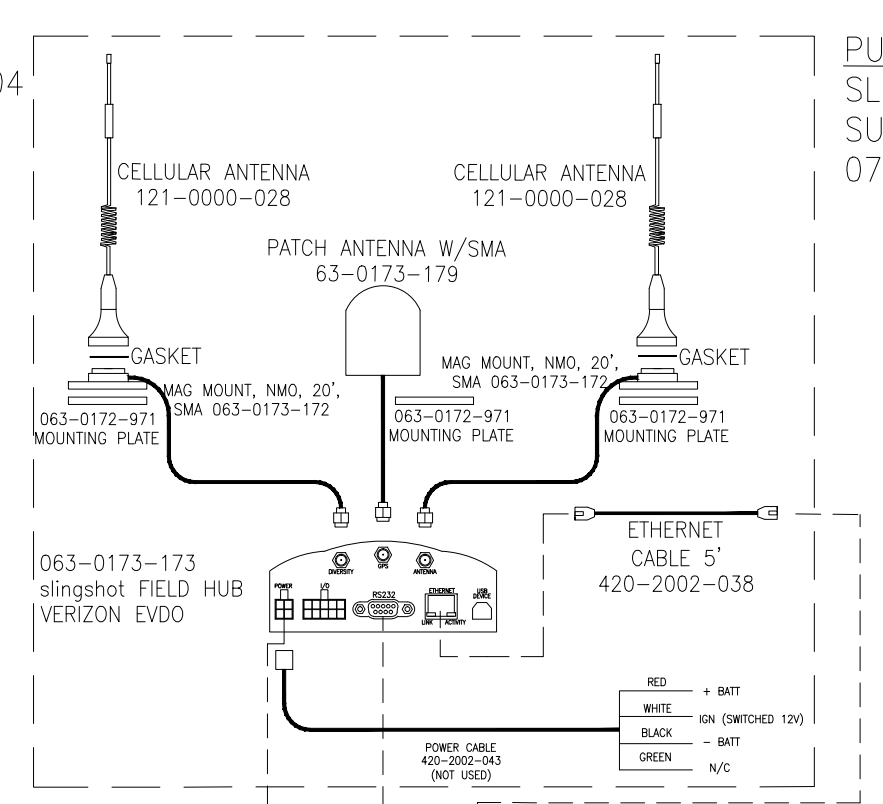 04
PU
SL
SU
07
CELLULAR ANTENNA
121-0000-028
CELLULAR ANTENNA
121-0000-028
PATCH ANTENNA W/SMA
63-0173-179
GASKET
GASKET
MAG MOUNT, NMO, 20',
SMA 063-0173-172
MAG MOUNT, NMO, 20',
SMA 063-0173-172
063-0172-971
MOUNTING PLATE
063-0172-971
MOUNTING PLATE
063-0172-971
MOUNTING PLATE
063-0173-173
slingshot FIELD HUB
VERIZON EVDO
ETHERNET
CABLE 5'
420-2002-038
DIVERSITY
GPS
ANTENNA
POWER
I/O
RS232
ETHERNET
USB
DEVICE
LINK
ACTIVITY
RED
+ BATT
WHITE
IGN (SWITCHED 12V)
BLACK
- BATT
GREEN
N/C
POWER CABLE
420-2002-043
(NOT USED)